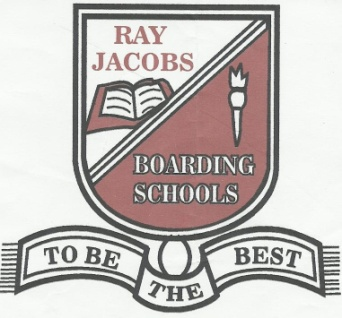 RAY
JACOBS
BOARDING
SCHOOLS
TO BE
THE
BEST